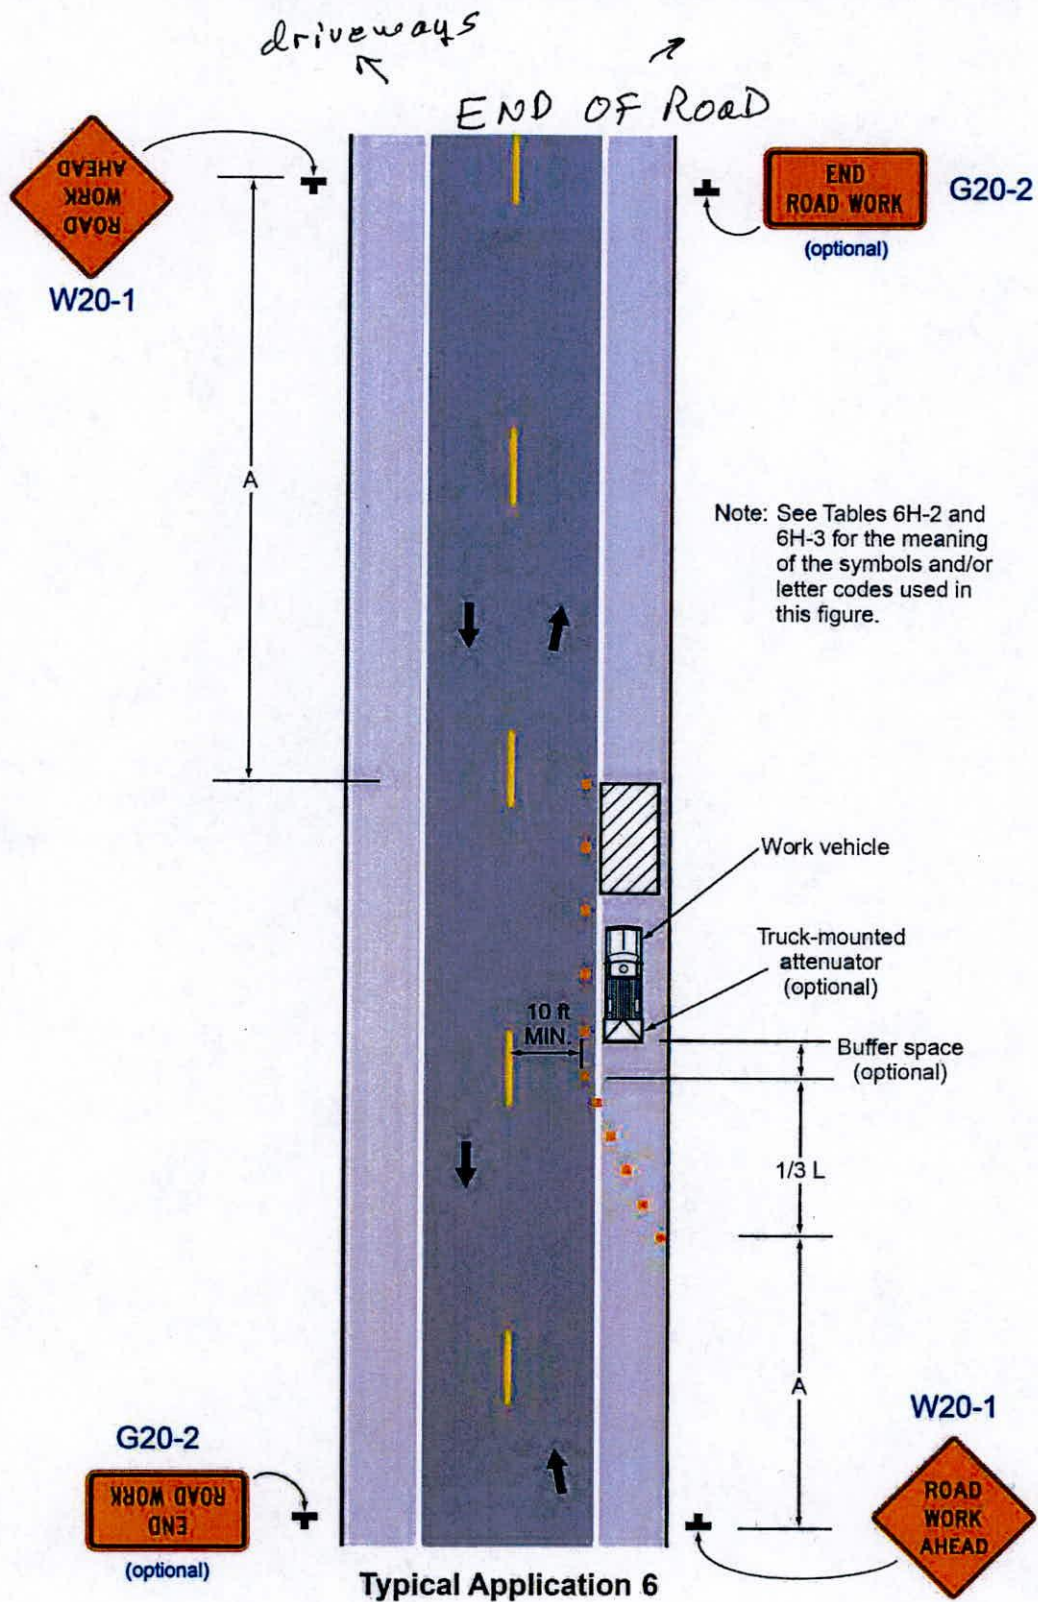 driveways
END OF ROAD
ROAD
WORK
AHEAD
W20-1
END
ROAD WORK
(optional)
G20-2
A
Note: See Tables 6H-2 and
6H-3 for the meaning
of the symbols and/or
letter codes used in
this figure.
Work vehicle
Truck-mounted
attenuator
(optional)
10 ft
MIN.
Buffer space
(optional)
1/3 L
A
G20-2
END
ROAD WORK
(optional)
W20-1
ROAD
WORK
AHEAD
Typical Application 6